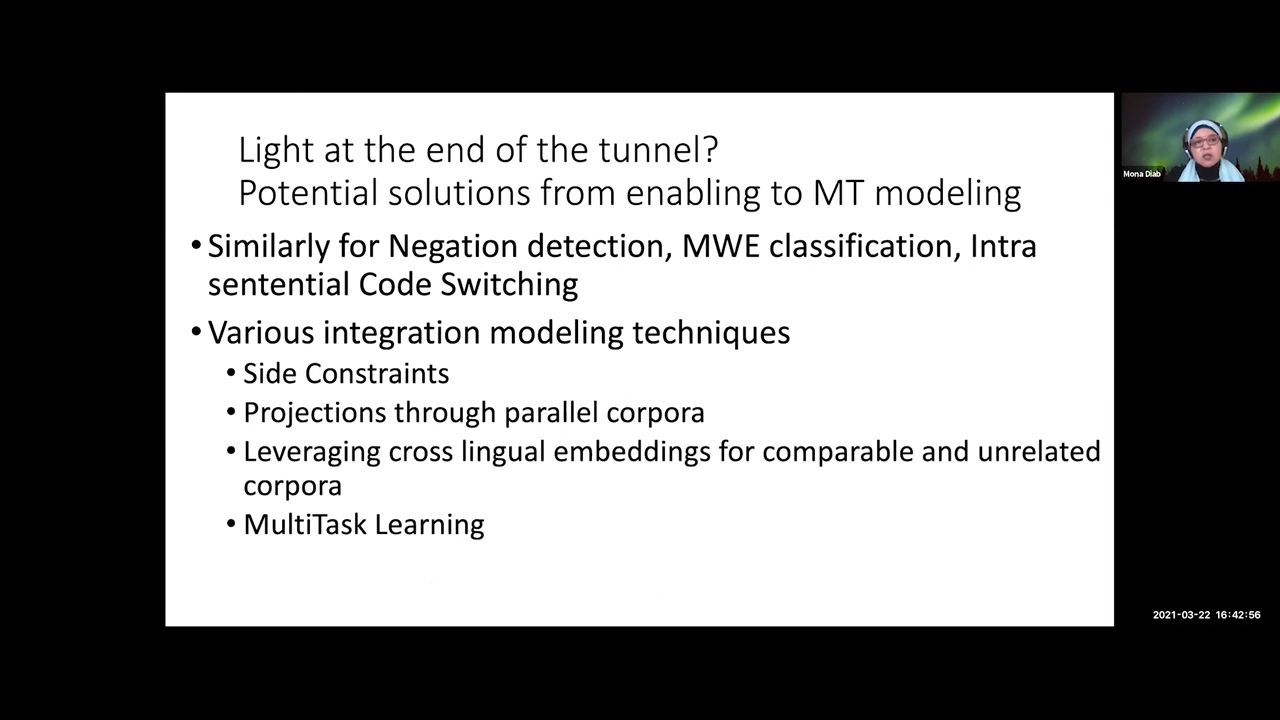 Light at the end of the tunnel?
Potential solutions from enabling to MT modeling
•Similarly for Negation detection, MWE classification, Intra
sentential Code Switching
•Various integration modeling techniques
•Side Constraints
•Projections through parallel corpora
•Leveraging cross lingual embeddings for comparable and unrelated
corpora
•MultiTask Learning
Mona Diab
2021-03-22 16:42:56